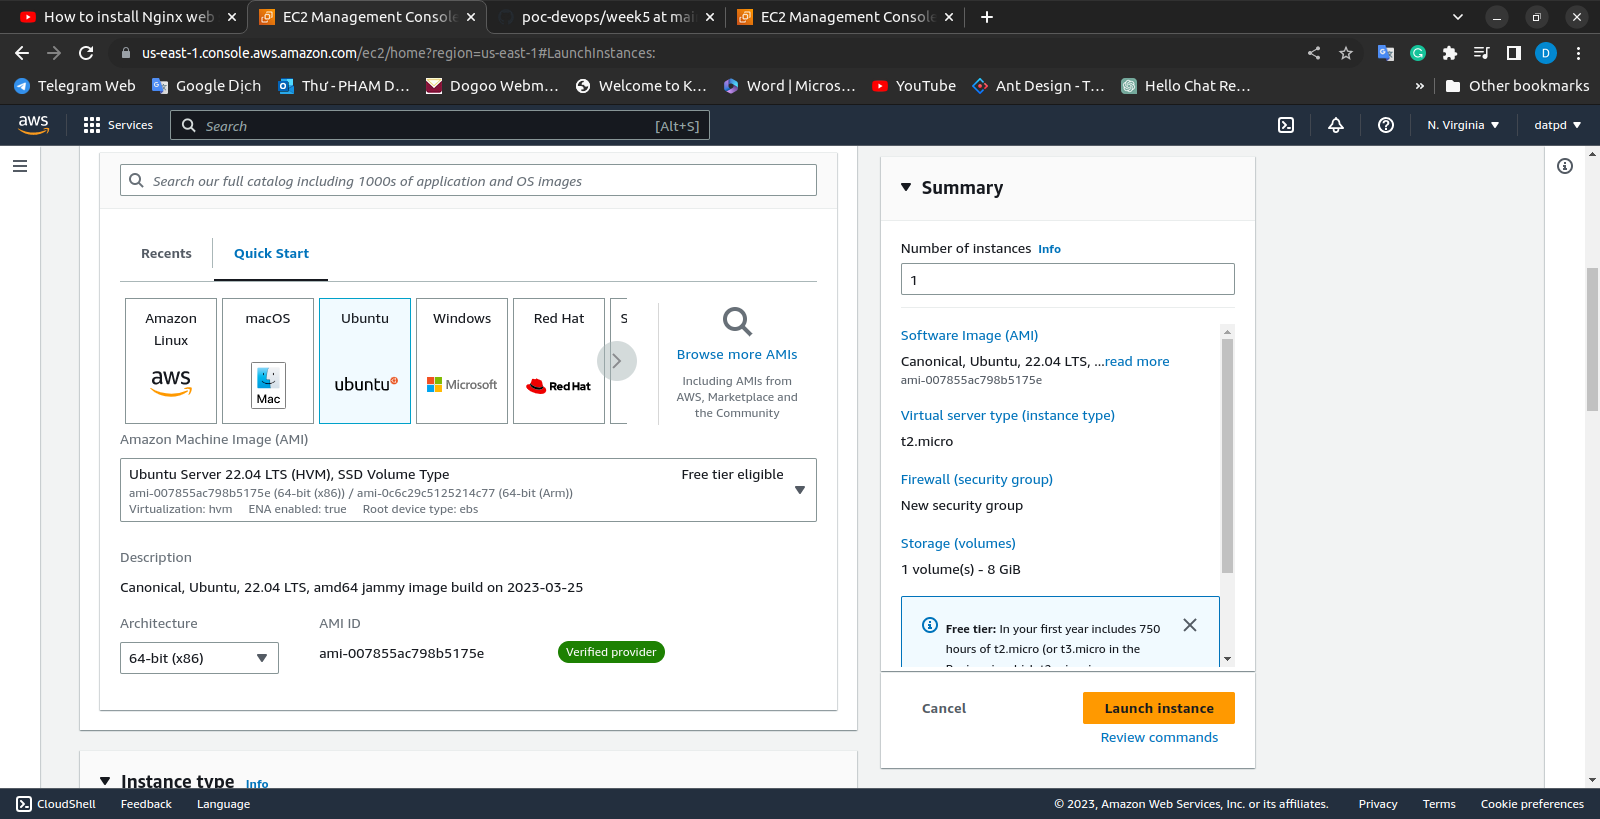 How to install Nginx web
EC2 Management Console
poc-devops/week5 at mai
EC2 Management Console
us-east-1.console.aws.amazon.com/ec2/home?region=us-east-1#LaunchInstances:
D
Telegram Web
Google Dịch
Thư - PHAM D...
Dogoo Webm...
Welcome to K...
Word | Micros...
YouTube
Ant Design - T...
Hello Chat Re...
»
Other bookmarks
aws
Services
Search
[Alt+S]
N. Virginia
datpd
Search our full catalog including 1000s of application and OS images
Recents
Quick Start
Amazon
Linux
aws
macOS
Mac
Ubuntu
ubuntu
Windows
Microsoft
Red Hat
Red Hat
S
Browse more AMIs
Including AMIs from
AWS, Marketplace and
the Community
Amazon Machine Image (AMI)
Ubuntu Server 22.04 LTS (HVM), SSD Volume Type
Free tier eligible
ami-007855ac798b5175e (64-bit (x86)) / ami-0c6c29c5125214c77 (64-bit (Arm))
Virtualization: hvm ENA enabled: true Root device type: ebs
Description
Canonical, Ubuntu, 22.04 LTS, amd64 jammy image build on 2023-03-25
Architecture
64-bit (x86)
AMI ID
ami-007855ac798b5175e
Verified provider
Instance type Info
Summary
Number of instances Info
1
Software Image (AMI)
Canonical, Ubuntu, 22.04 LTS, ...read more
ami-007855ac798b5175e
Virtual server type (instance type)
t2.micro
Firewall (security group)
New security group
Storage (volumes)
1 volume(s) - 8 GiB
Free tier: In your first year includes 750
hours of t2.micro (or t3.micro in the
Cancel
Launch instance
Review commands
CloudShell
Feedback
Language
© 2023, Amazon Web Services, Inc. or its affiliates.
Privacy
Terms
Cookie preferences